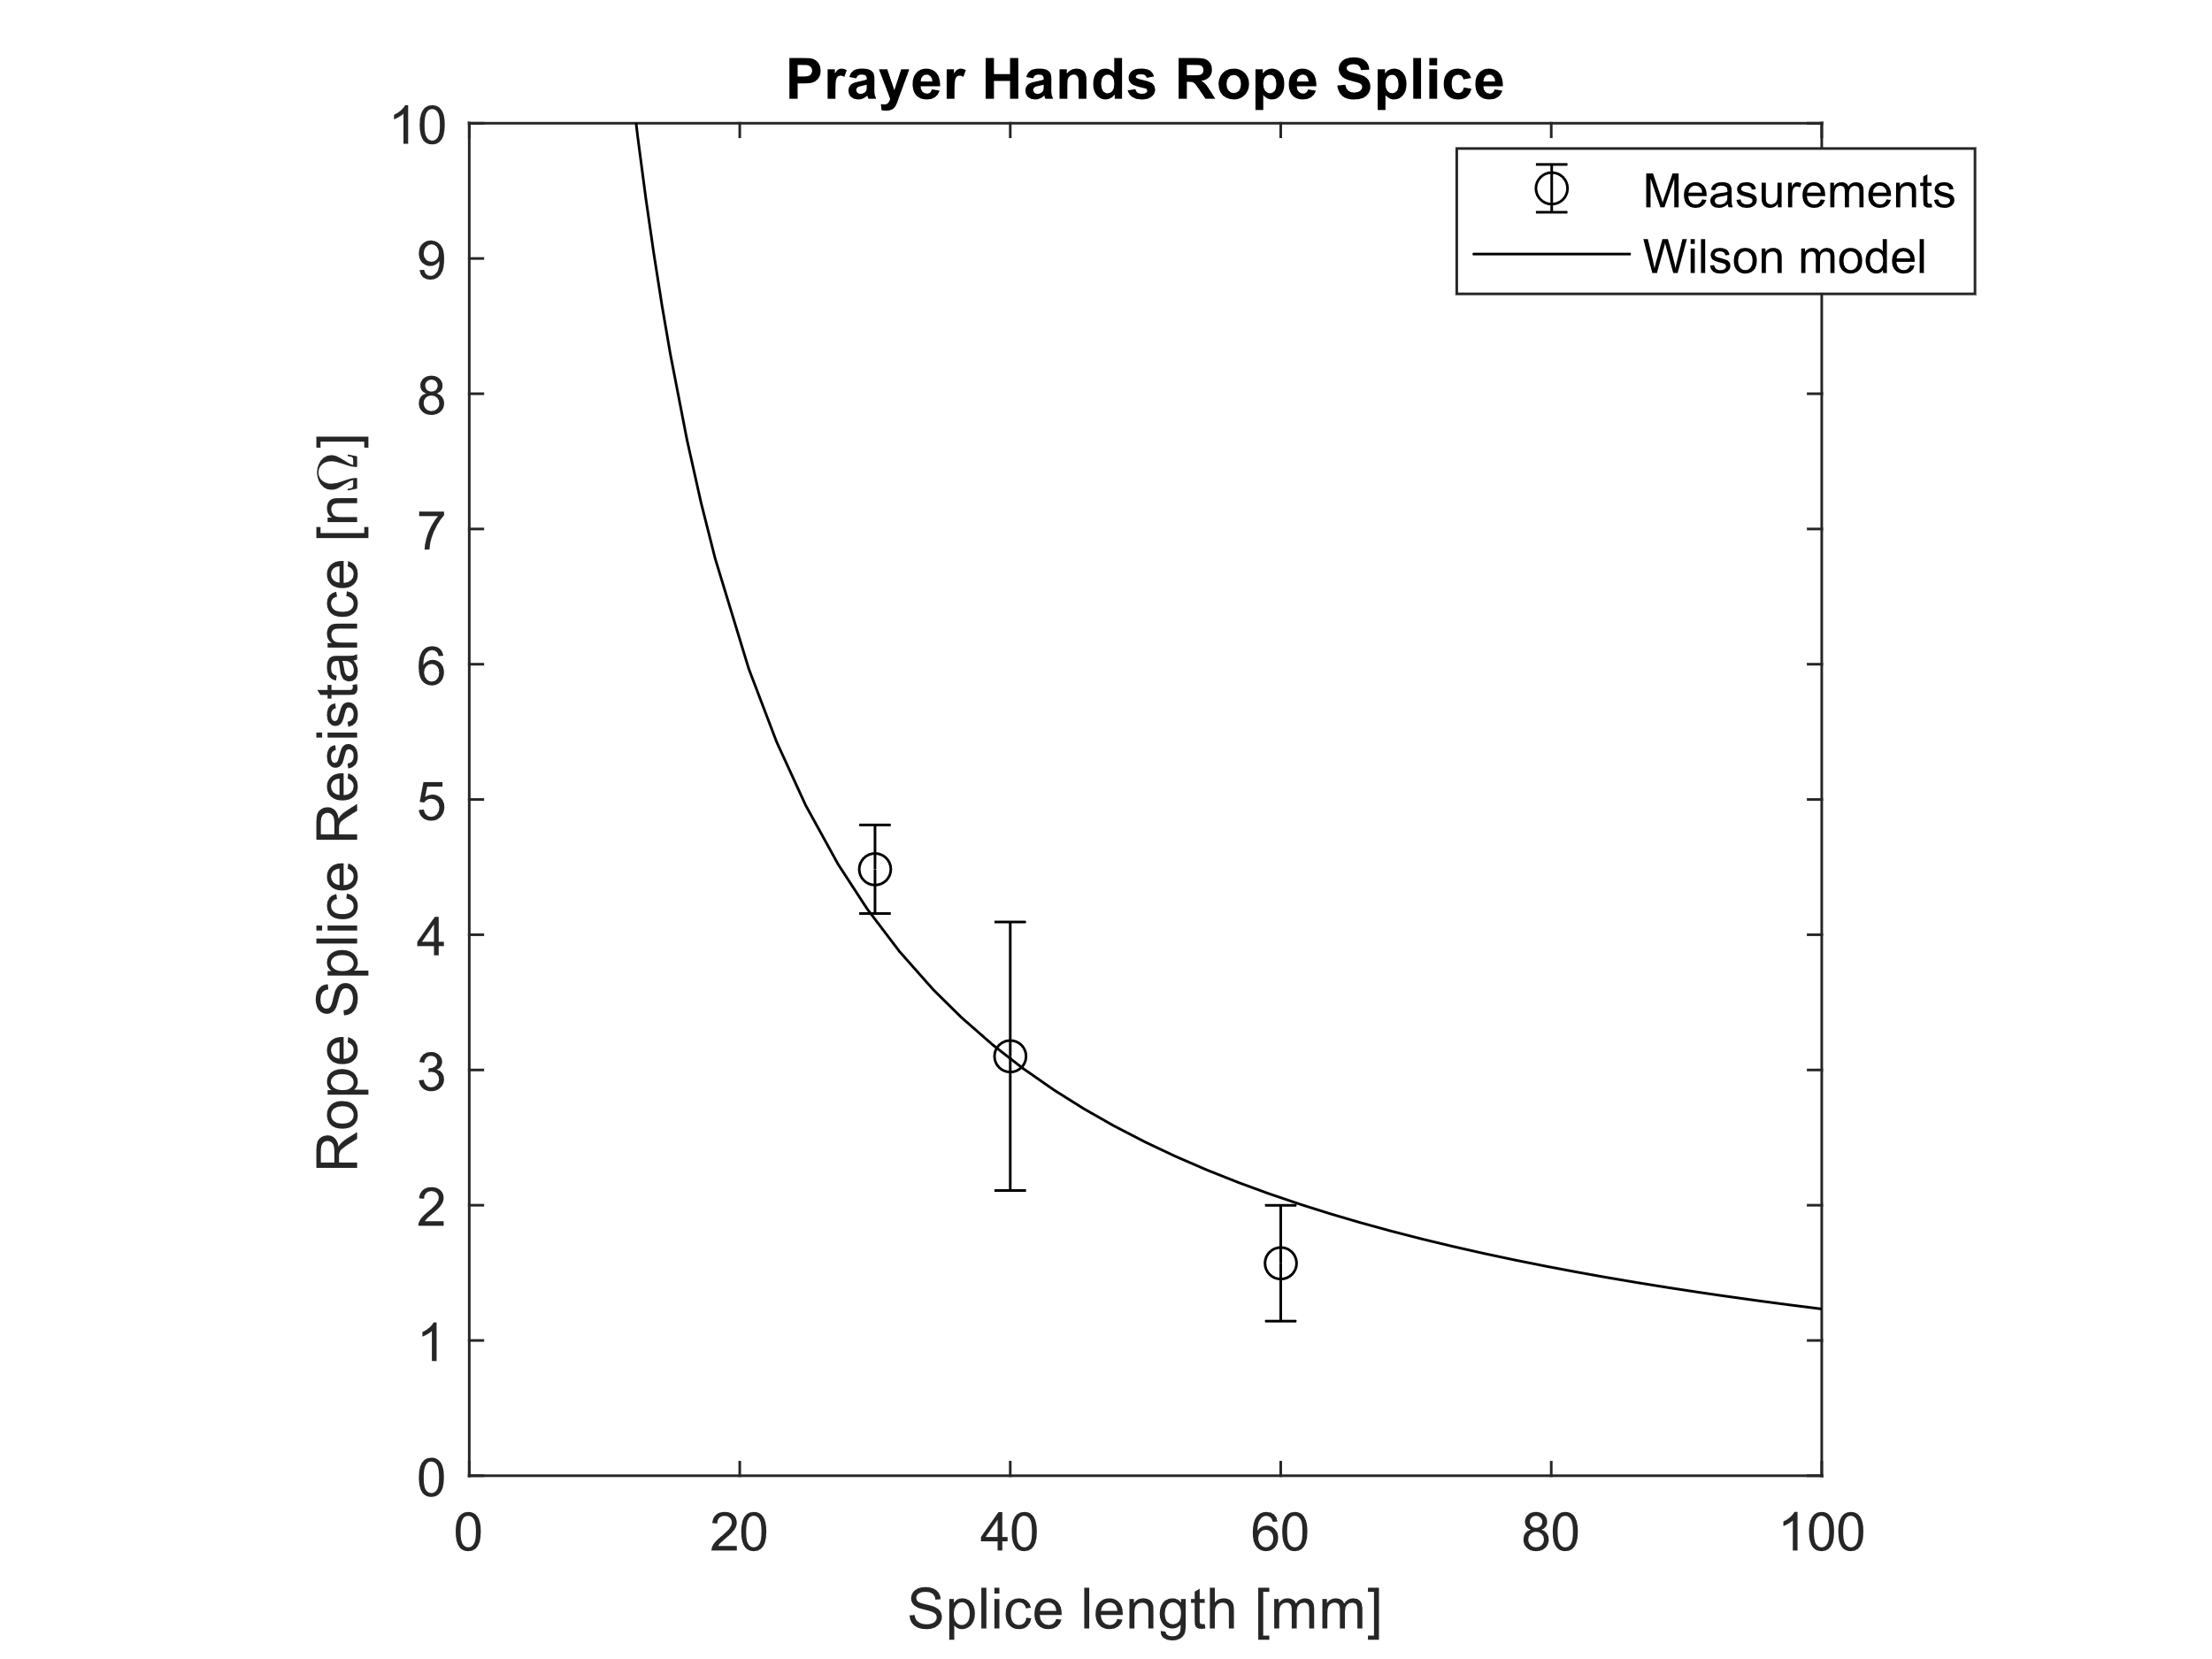 Prayer Hands Rope Splice
Measurements
Wilson model
Rope Splice Resistance [nΩ]
10
9
8
7
6
5
4
3
2
1
0
0 20 40 60 80 100
Splice length [mm]